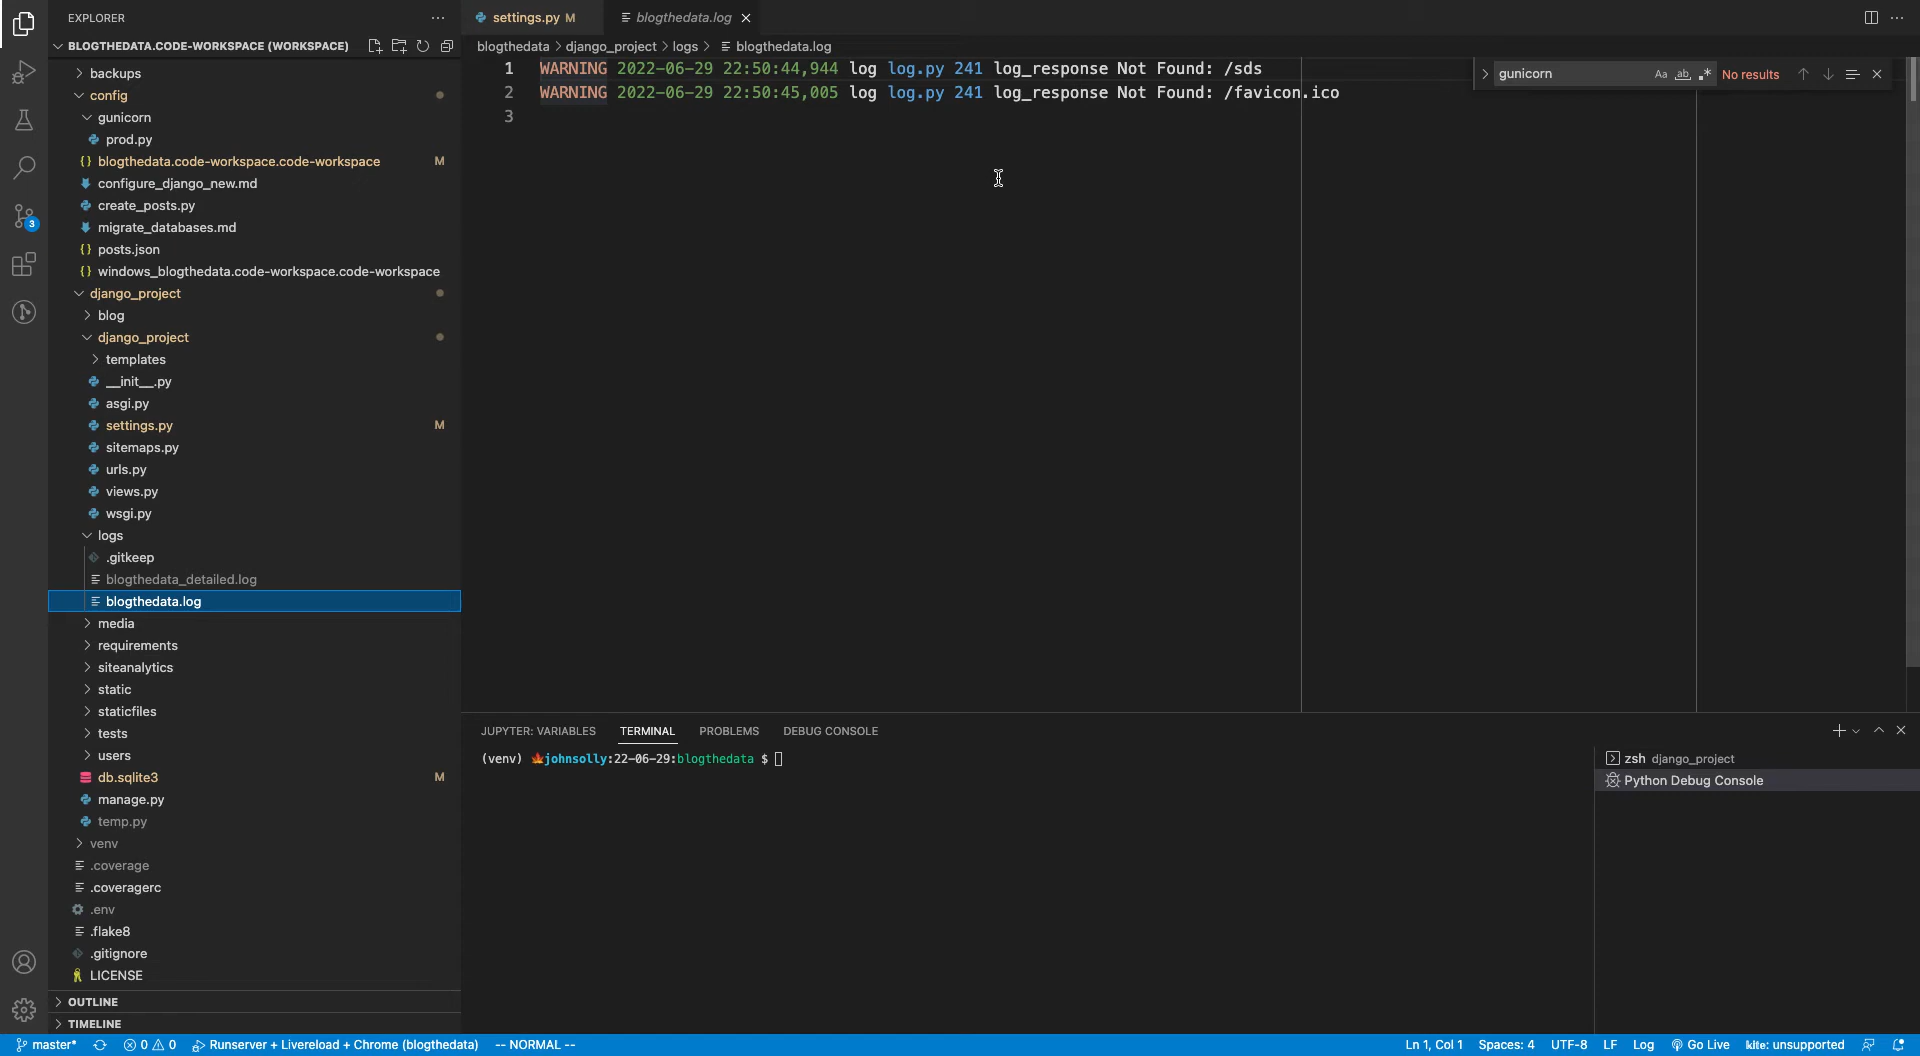 EXPLORER
BLOGTHEDATA.CODE-WORKSPACE (WORKSPACE)
backups
config
gunicorn
prod.py
blogthedata.code-workspace.code-workspace M
configure_django_new.md
create_posts.py
migrate_databases.md
posts.json
windows_blogthedata.code-workspace.code-workspace
django_project
blog
django_project
templates
__init__.py
asgi.py
settings.py M
sitemaps.py
urls.py
views.py
wsgi.py
logs
.gitkeep
blogthedata_detailed.log
blogthedata.log
media
requirements
siteanalytics
static
staticfiles
tests
users
db.sqlite3 M
manage.py
temp.py
venv
.coverage
.coveragerc
.env
.flake8
.gitignore
LICENSE
OUTLINE
TIMELINE
3
settings.py M
blogthedata.log
blogthedata > django_project > logs > blogthedata.log
1 WARNING 2022-06-29 22:50:44,944 log log.py 241 log_response Not Found: /sds
2 WARNING 2022-06-29 22:50:45,005 log log.py 241 log_response Not Found: /favicon.ico
3
gunicorn Aa ab .* No results
JUPYTER: VARIABLES TERMINAL PROBLEMS DEBUG CONSOLE
(venv) 🍁johnsolly:22-06-29:blogthedata $
zsh django_project
Python Debug Console
master* 0 0 Runserver + Livereload + Chrome (blogthedata) -- NORMAL -- Ln 1, Col 1 Spaces: 4 UTF-8 LF Log Go Live kite: unsupported